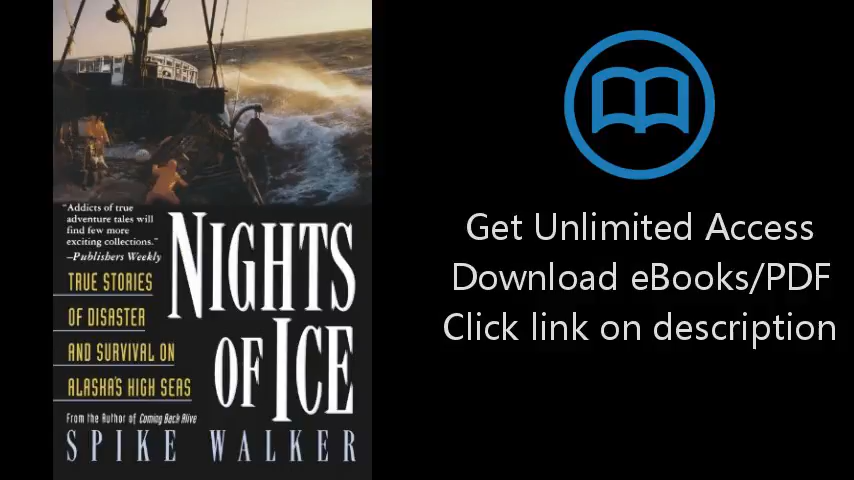 "Addicts of true
adventure tales will
find few more
exciting collections."
—Publishers Weekly
NIGHTS
OF ICE
TRUE STORIES
OF DISASTER
AND SURVIVAL ON
ALASKA'S HIGH SEAS
From the Author of Coming Back Alive
SPIKE WALKER
Get Unlimited Access
Download eBooks/PDF
Click link on description